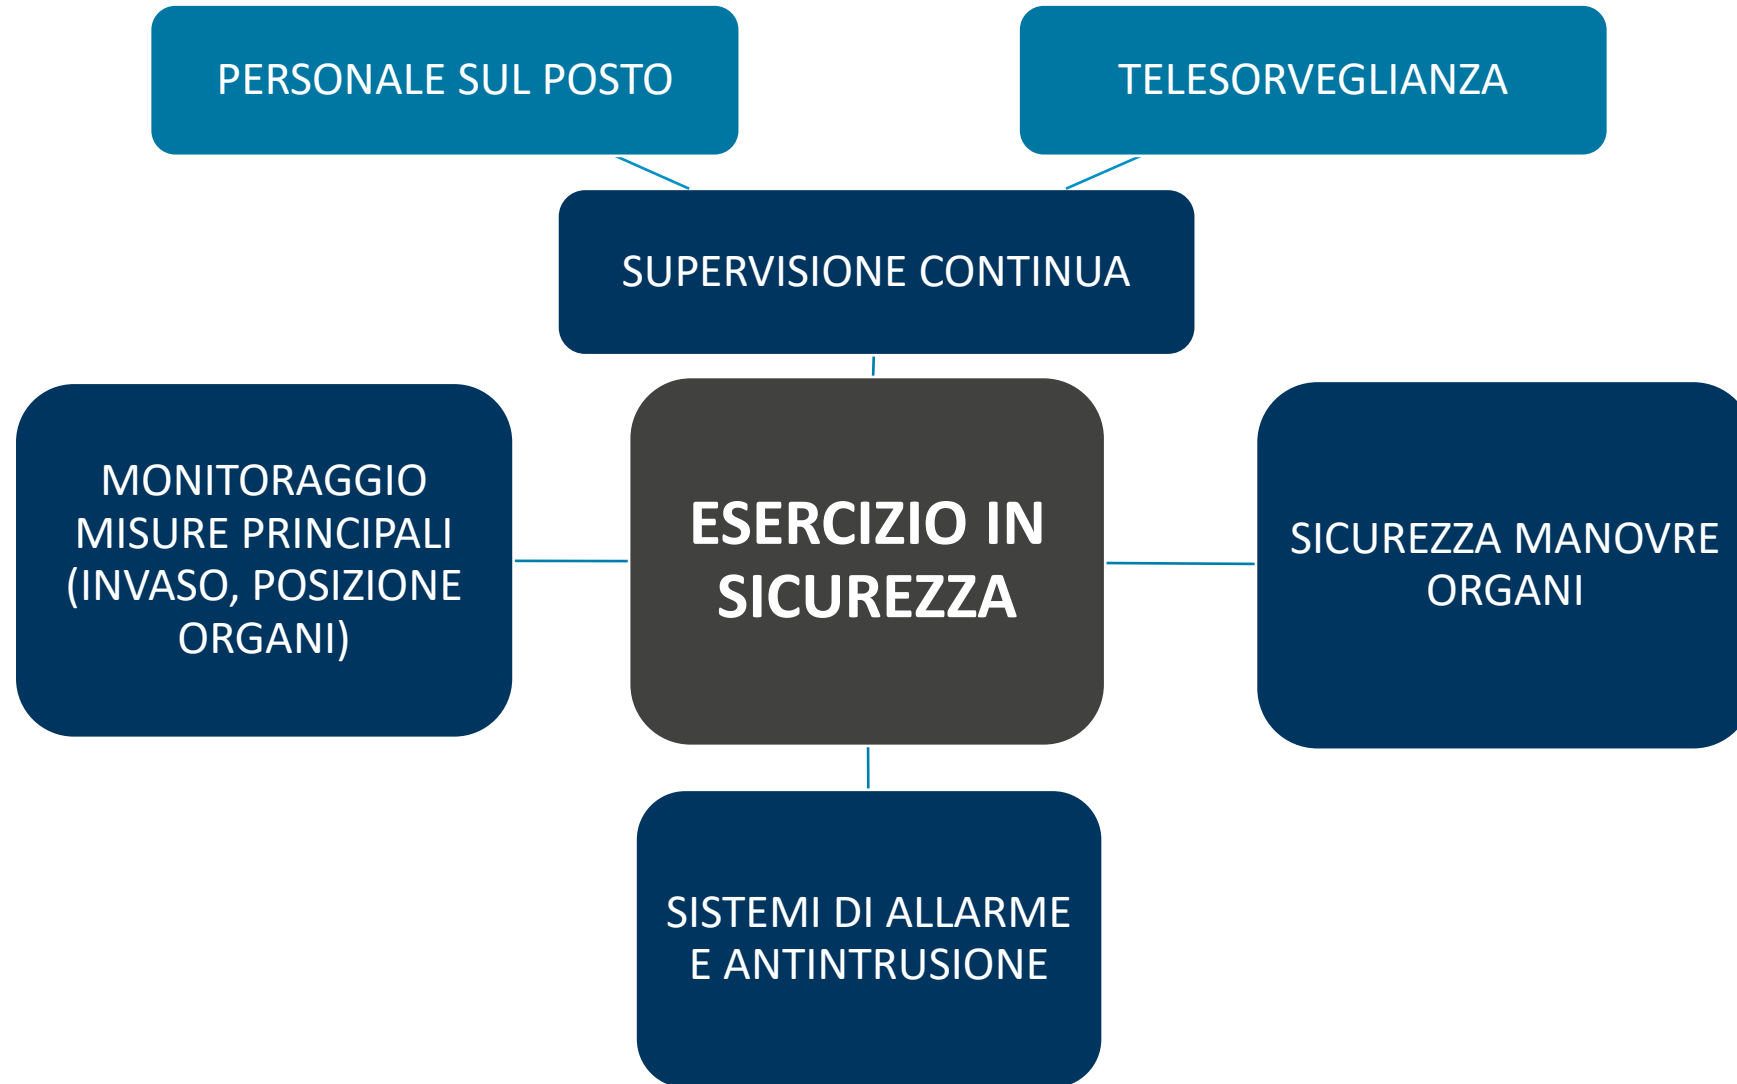 PERSONALE SUL POSTO
TELESORVEGLIANZA
SUPERVISIONE CONTINUA
MONITORAGGIO
MISURE PRINCIPALI
(INVASO, POSIZIONE
ORGANI)
ESERCIZIO IN
SICUREZZA
SICUREZZA MANOVRE
ORGANI
SISTEMI DI ALLARME
E ANTINTRUSIONE